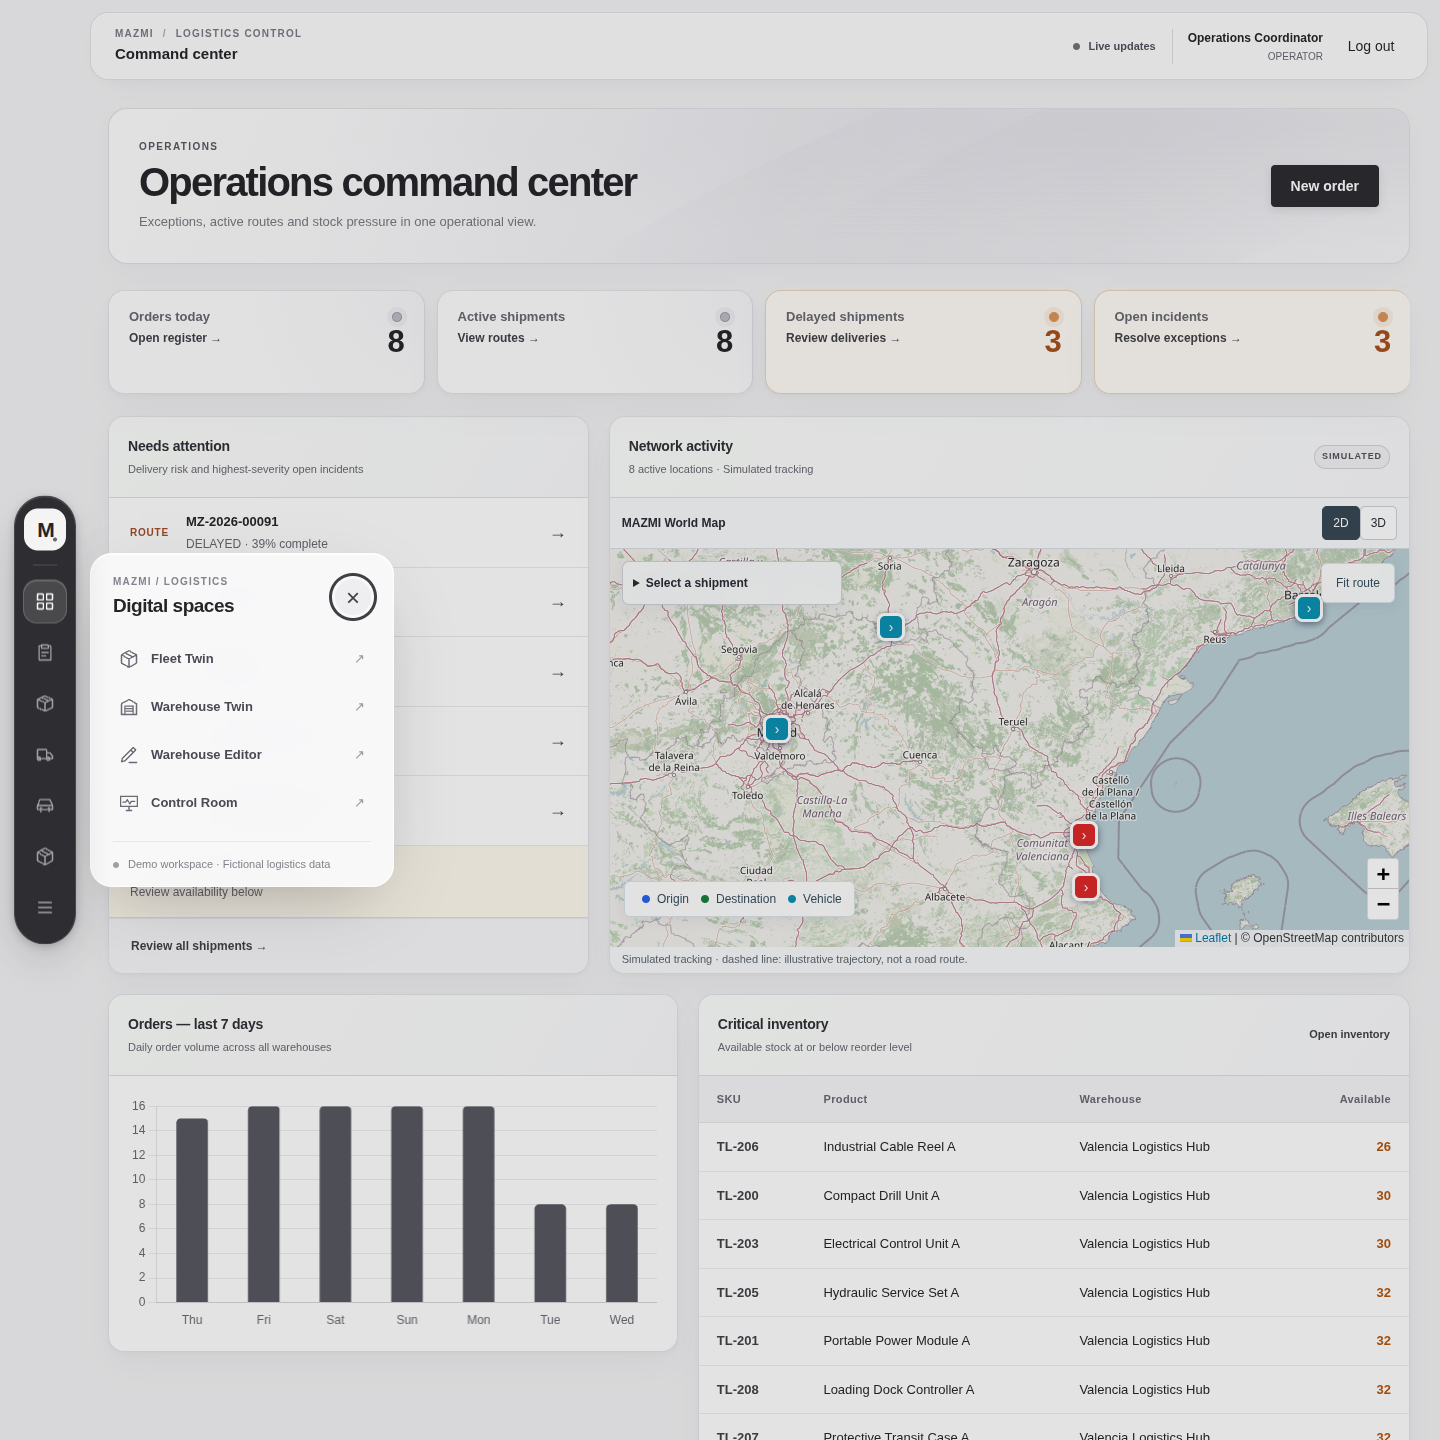 MAZMI / LOGISTICS CONTROL
Command center
Live updates
Operations Coordinator
OPERATOR
Log out
OPERATIONS
Operations command center
Exceptions, active routes and stock pressure in one operational view.
New order
Orders today
Open register →
8
Active shipments
View routes →
8
Delayed shipments
Review deliveries →
3
Open incidents
Resolve exceptions →
3
Needs attention
Delivery risk and highest-severity open incidents
ROUTE
MZ-2026-00091
DELAYED · 39% complete
→
→
→
→
→
Review availability below
Review all shipments →
M.
MAZMI / LOGISTICS
Digital spaces
×
Fleet Twin ↗
Warehouse Twin ↗
Warehouse Editor ↗
Control Room ↗
Demo workspace · Fictional logistics data
Network activity
8 active locations · Simulated tracking
SIMULATED
MAZMI World Map
2D
3D
▶ Select a shipment
Fit route
Soria
Zaragoza
Lleida
Catalunya
Aragón
Reus
Segovia
Ávila
Alcalá
de Henares
Teruel
Talavera
de la Reina
Valdemoro
Cuenca
Toledo
Castilla-La
Mancha
Castelló
de la Plana /
Castellón
de la Plana
Illes Balears
Comunitat
Valenciana
Ciudad
Albacete
Alacant /
Origin
Destination
Vehicle
+
−
Leaflet | © OpenStreetMap contributors
Simulated tracking · dashed line: illustrative trajectory, not a road route.
Orders — last 7 days
Daily order volume across all warehouses
16
14
12
10
8
6
4
2
0
Thu Fri Sat Sun Mon Tue Wed
Critical inventory
Available stock at or below reorder level
Open inventory
SKU Product Warehouse Available
TL-206 Industrial Cable Reel A Valencia Logistics Hub 26
TL-200 Compact Drill Unit A Valencia Logistics Hub 30
TL-203 Electrical Control Unit A Valencia Logistics Hub 30
TL-205 Hydraulic Service Set A Valencia Logistics Hub 32
TL-201 Portable Power Module A Valencia Logistics Hub 32
TL-208 Loading Dock Controller A Valencia Logistics Hub 32
TL-207 Protective Transit Case A Valencia Logistics Hub 32